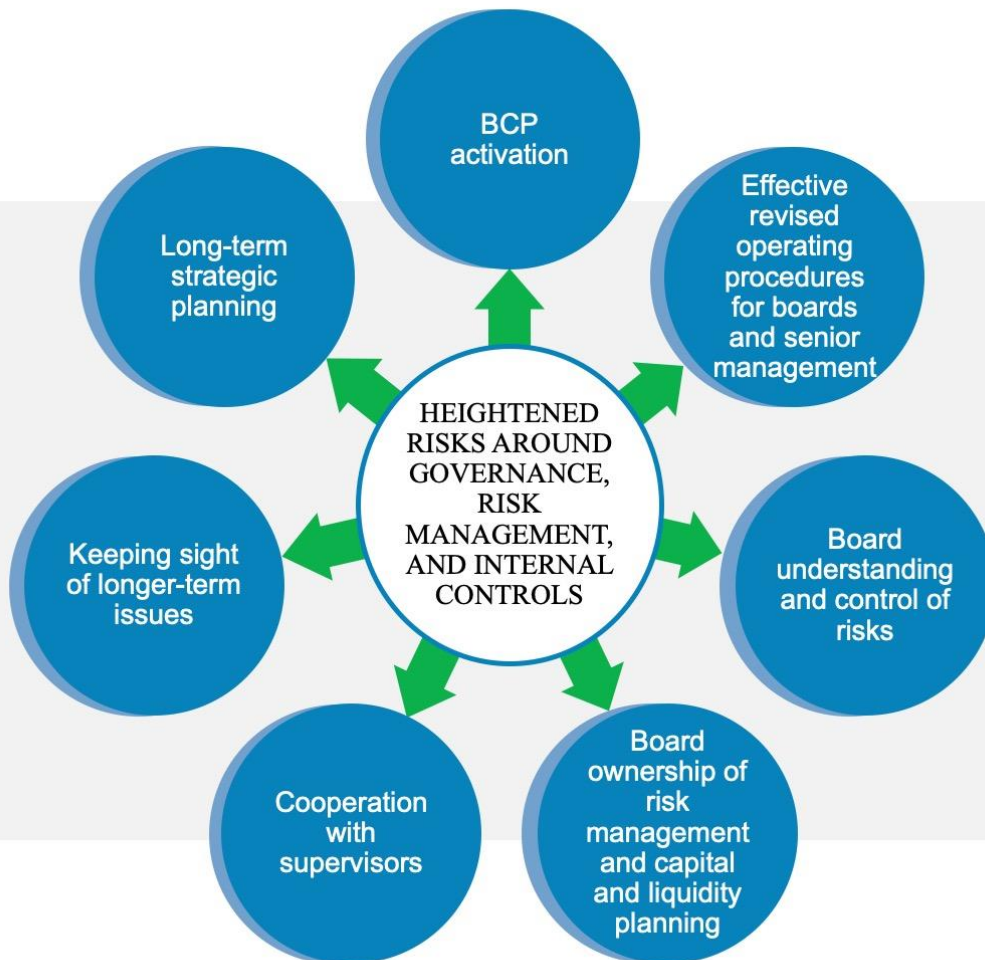 BCP
activation
Effective
revised
operating
procedures
for boards
and senior
management
Long-term
strategic
planning
HEIGHTENED
RISKS AROUND
GOVERNANCE,
RISK
MANAGEMENT,
AND INTERNAL
CONTROLS
Keeping sight
of longer-term
issues
Board
understanding
and control of
risks
Cooperation
with
supervisors
Board
ownership of
risk
management
and capital
and liquidity
planning